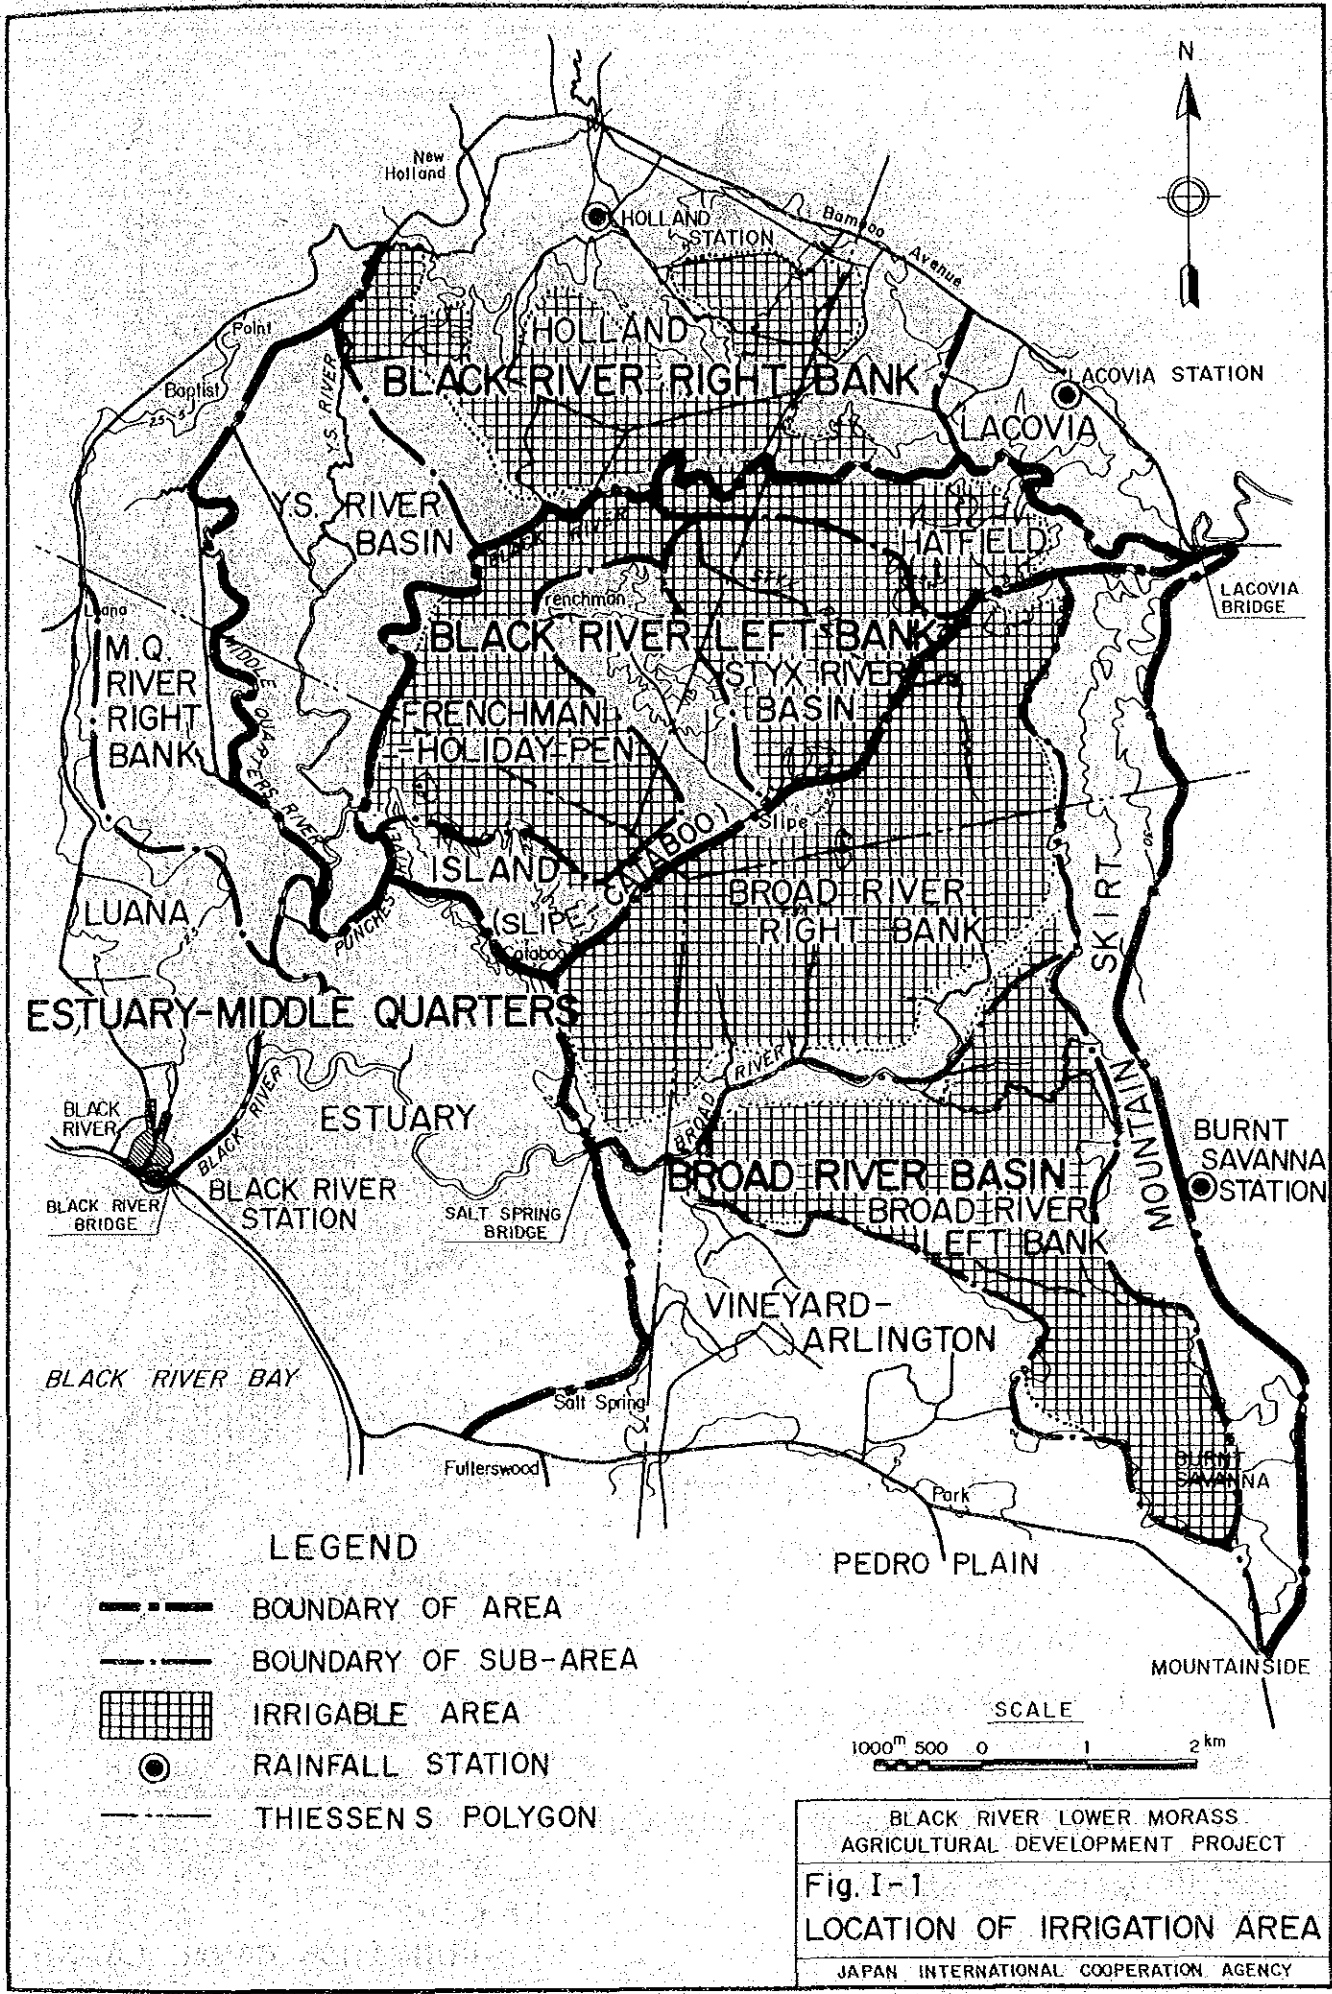 N
New
Holland
HOLLAND
STATION
Bamboo Avenue
Point
HOLLAND
Y.S. RIVER
BLACK RIVER RIGHT BANK
LACOVIA STATION
Baptist
LACOVIA
Y.S. RIVER
BASIN
BLACK RIVER
HATFIELD
STYX
LACOVIA
BRIDGE
Luana
Frenchman
M.Q.
RIVER
RIGHT
BANK
BLACK RIVER LEFT BANK
STYX RIVER
BASIN
MIDDLE QUARTERS RIVER
FRENCHMAN
-HOLIDAY PEN
Slipe
ISLAND
(SLIPE-CATABOO)
Cataboo
LUANA
PUNCHES RIVER
BROAD RIVER
RIGHT BANK
MOUNTAIN SKIRT
ESTUARY-MIDDLE QUARTERS
BROAD RIVER
BLACK
RIVER
BLACK RIVER
ESTUARY
BURNT
SAVANNA
STATION
BLACK RIVER
STATION
BLACK RIVER
BRIDGE
SALT SPRING
BRIDGE
BROAD RIVER BASIN
BROAD RIVER
LEFT BANK
VINEYARD-
ARLINGTON
BLACK RIVER BAY
Salt Spring
Fullerswood
BURNT
SAVANNA
Park
PEDRO PLAIN
MOUNTAINSIDE
LEGEND
BOUNDARY OF AREA
BOUNDARY OF SUB-AREA
IRRIGABLE AREA
RAINFALL STATION
THIESSEN S POLYGON
SCALE
1000m 500 0 1 2 km
BLACK RIVER LOWER MORASS
AGRICULTURAL DEVELOPMENT PROJECT
Fig. I-1
LOCATION OF IRRIGATION AREA
JAPAN INTERNATIONAL COOPERATION AGENCY